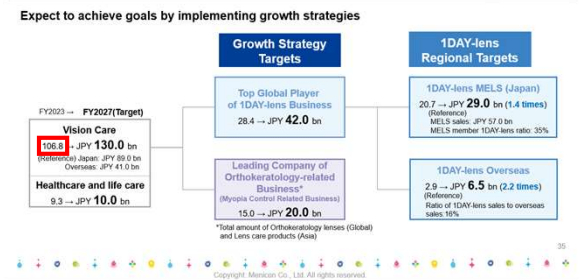 Expect to achieve goals by implementing growth strategies
Growth Strategy
Targets
1DAY-lens
Regional Targets
FY2023 → FY2027(Target)
Vision Care
106.8 → JPY 130.0 bn
(Reference) Japan: JPY 89.0 bn
Overseas: JPY 41.0 bn
Healthcare and life care
9.3 → JPY 10.0 bn
Top Global Player
of 1DAY-lens Business
28.4 → JPY 42.0 bn
Leading Company of
Orthokeratology-related
Business*
(Myopia Control Related Business)
15.0 → JPY 20.0 bn
*Total amount of Orthokeratology lenses (Global)
and Lens care products (Asia)
1DAY-lens MELS (Japan)
20.7 → JPY 29.0 bn (1.4 times)
(Reference)
MELS sales: JPY 57.0 bn
MELS member 1DAY-lens ratio: 35%
1DAY-lens Overseas
2.9 → JPY 6.5 bn (2.2 times)
(Reference)
Ratio of 1DAY-lens sales to overseas
sales: 16%
35
Copyright: Menicon Co., Ltd. All rights reserved.